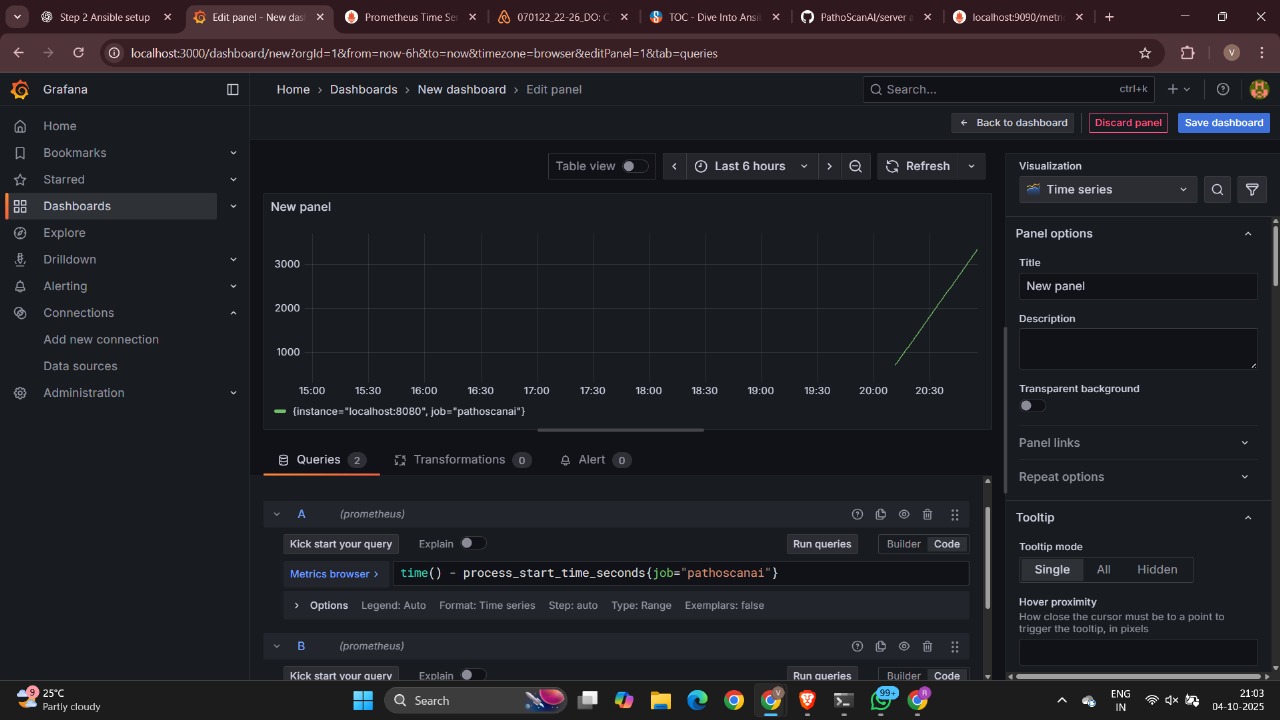 Step 2 Ansible setup
Edit panel - New das
Prometheus Time Se
070122_22-26_DO: C
TOC - Dive Into Ansi
PathoScanAI/server a
localhost:9090/metri
localhost:3000/dashboard/new?orgId=1&from=now-6h&to=now&timezone=browser&editPanel=1&tab=queries
V
Grafana
Home › Dashboards › New dashboard › Edit panel
Search...
ctrl+k
Back to dashboard
Discard panel
Save dashboard
Home
Bookmarks
Starred
Dashboards
Explore
Drilldown
Alerting
Connections
Add new connection
Data sources
Administration
Table view
Last 6 hours
Refresh
New panel
3000
2000
1000
15:00 15:30 16:00 16:30 17:00 17:30 18:00 18:30 19:00 19:30 20:00 20:30
{instance="localhost:8080", job="pathoscanai"}
Queries 2
Transformations 0
Alert 0
A (prometheus)
Kick start your query
Explain
Run queries
Builder
Code
Metrics browser ›
time() - process_start_time_seconds{job="pathoscanai"}
Options Legend: Auto Format: Time series Step: auto Type: Range Exemplars: false
B (prometheus)
Kick start your query
Explain
Run queries
Builder
Code
Visualization
Time series
Panel options
Title
New panel
Description
Transparent background
Panel links
Repeat options
Tooltip
Tooltip mode
Single
All
Hidden
Hover proximity
How close the cursor must be to a point to
trigger the tooltip, in pixels
9
25°C
Partly cloudy
Search
V
99+
R
ENG
IN
21:03
04-10-2025